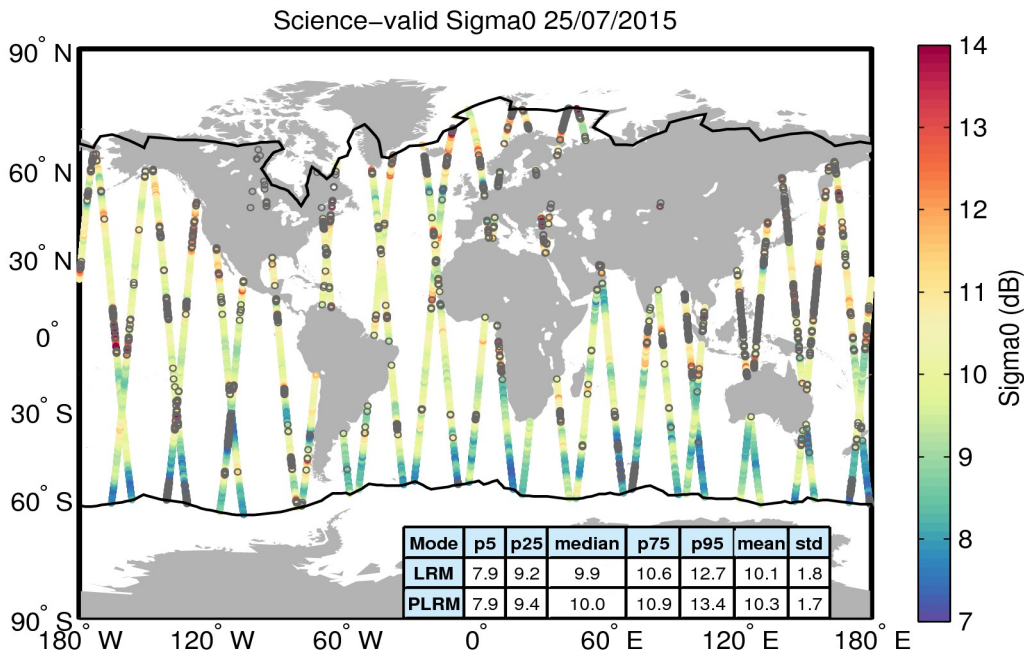 Science−valid Sigma0 25/07/2015
90° N
60° N
30° N
0°
30° S
60° S
90° S
180° W
120° W
60° W
0°
60° E
120° E
180° E
14
13
12
11
10
9
8
7
Sigma0 (dB)
Mode p5 p25 median p75 p95 mean std
LRM 7.9 9.2 9.9 10.6 12.7 10.1 1.8
PLRM 7.9 9.4 10.0 10.9 13.4 10.3 1.7